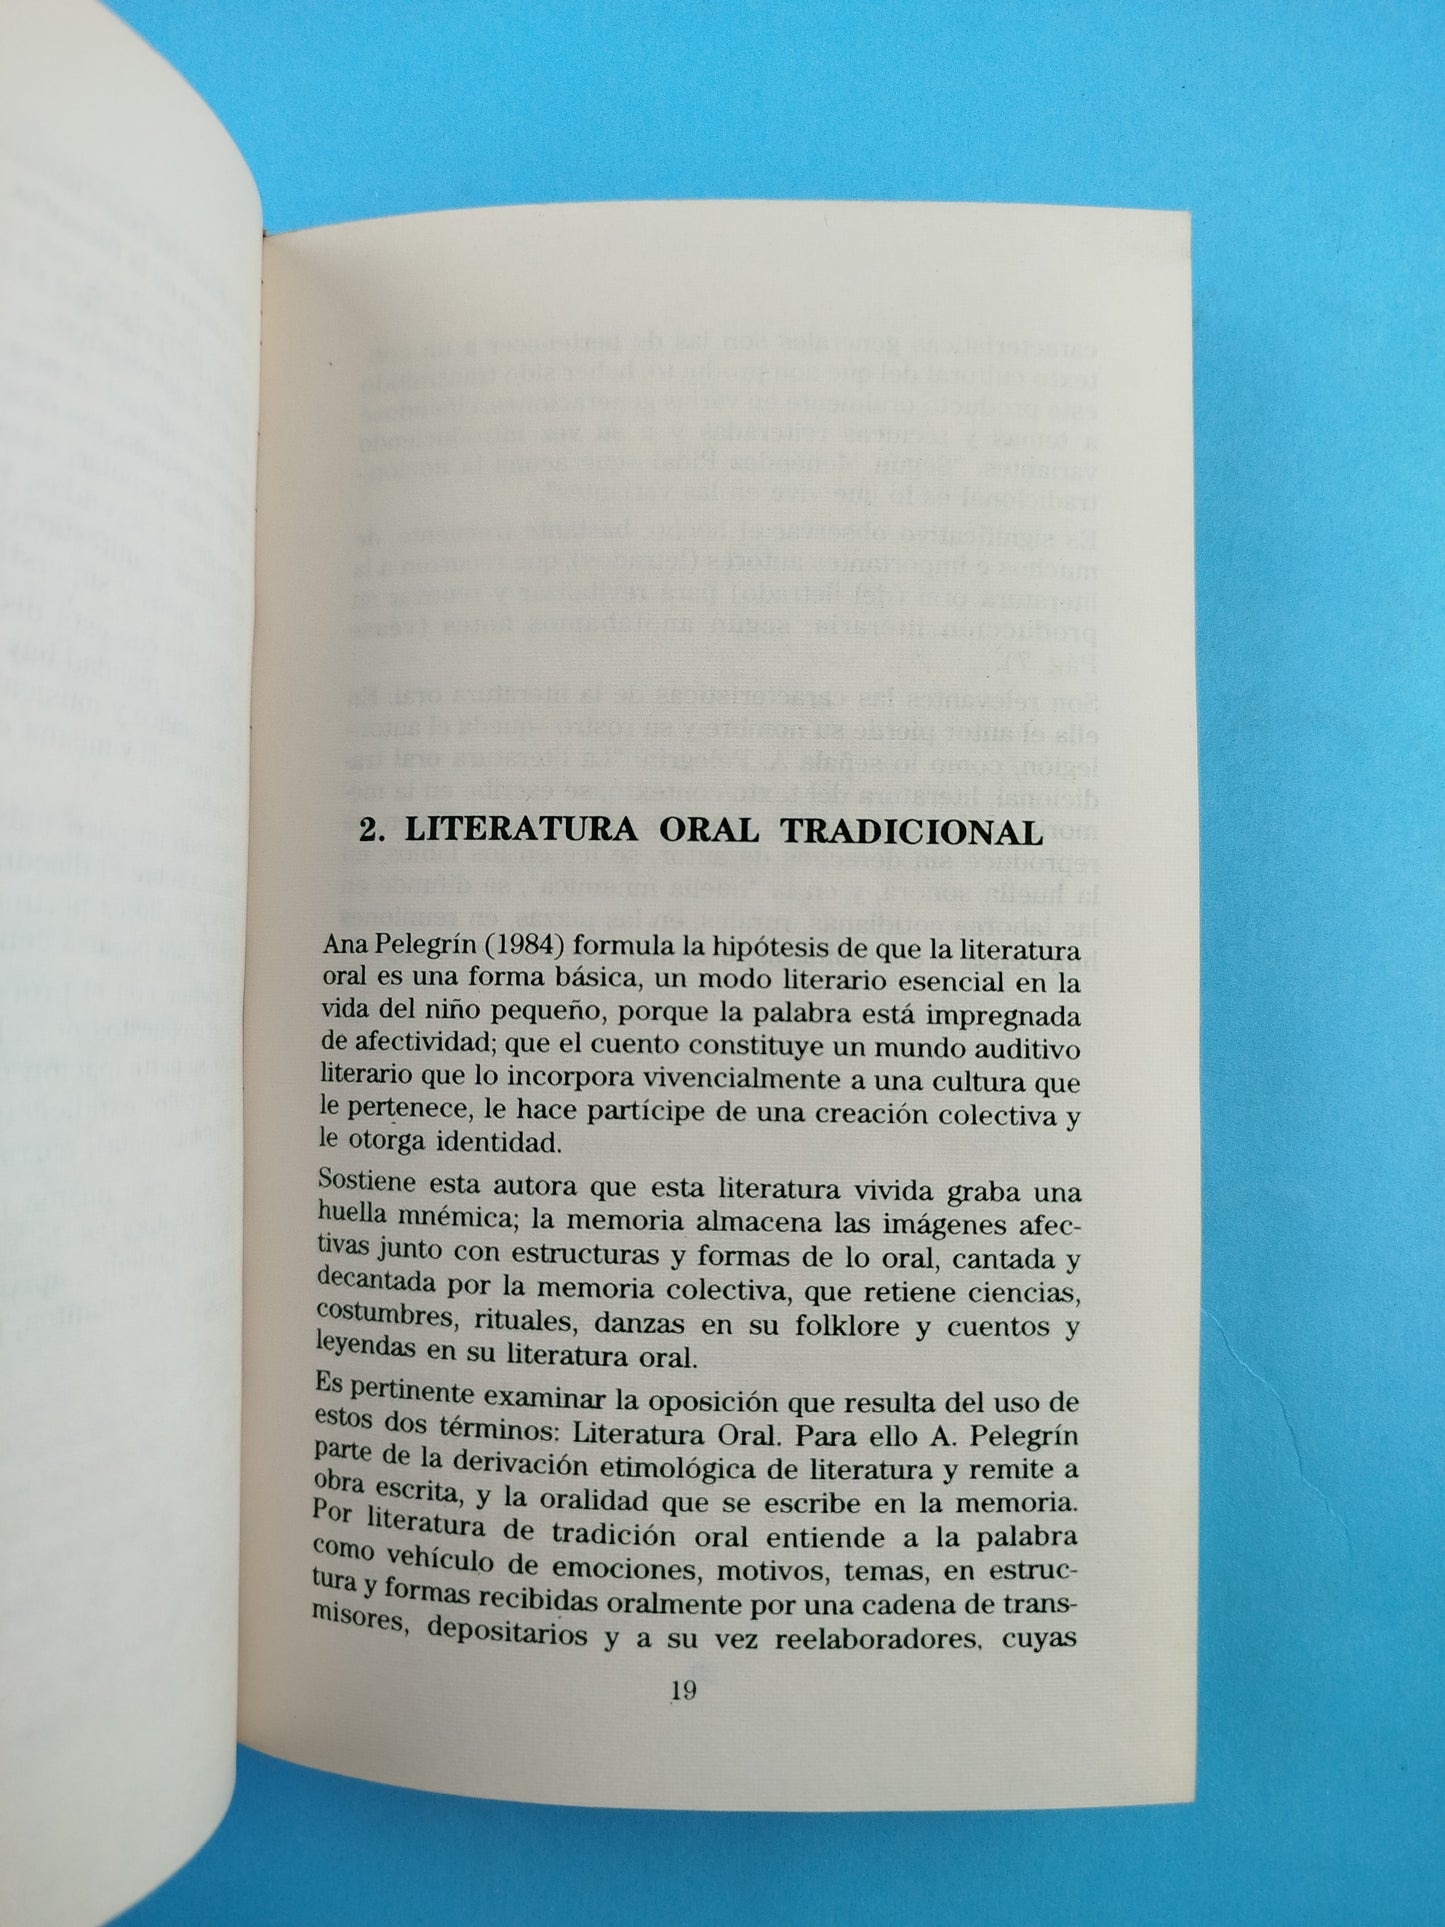 2. LITERATURA ORAL TRADICIONAL
Ana Pelegrín (1984) formula la hipótesis de que la literatura
oral es una forma básica, un modo literario esencial en la
vida del niño pequeño, porque la palabra está impregnada
de afectividad; que el cuento constituye un mundo auditivo
literario que lo incorpora vivencialmente a una cultura que
le pertenece, le hace partícipe de una creación colectiva y
le otorga identidad.
Sostiene esta autora que esta literatura vivida graba una
huella mnémica; la memoria almacena las imágenes afec-
tivas junto con estructuras y formas de lo oral, cantada y
decantada por la memoria colectiva, que retiene ciencias,
costumbres, rituales, danzas en su folklore y cuentos y
leyendas en su literatura oral.
Es pertinente examinar la oposición que resulta del uso de
estos dos términos: Literatura Oral. Para ello A. Pelegrín
parte de la derivación etimológica de literatura y remite a
obra escrita, y la oralidad que se escribe en la memoria.
Por literatura de tradición oral entiende a la palabra
como vehículo de emociones, motivos, temas, en estruc-
tura y formas recibidas oralmente por una cadena de trans-
misores, depositarios y a su vez reelaboradores, cuyas
19